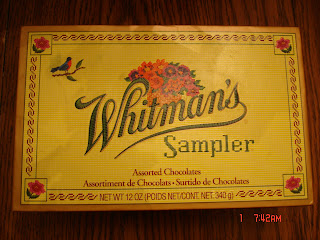 Whitman's
Sampler
Assorted Chocolates
Assortiment de Chocolats • Surtido de Chocolates
NET WT 12 OZ (POIDS NET/CONT. NET. 340 g)
1 7:42AM